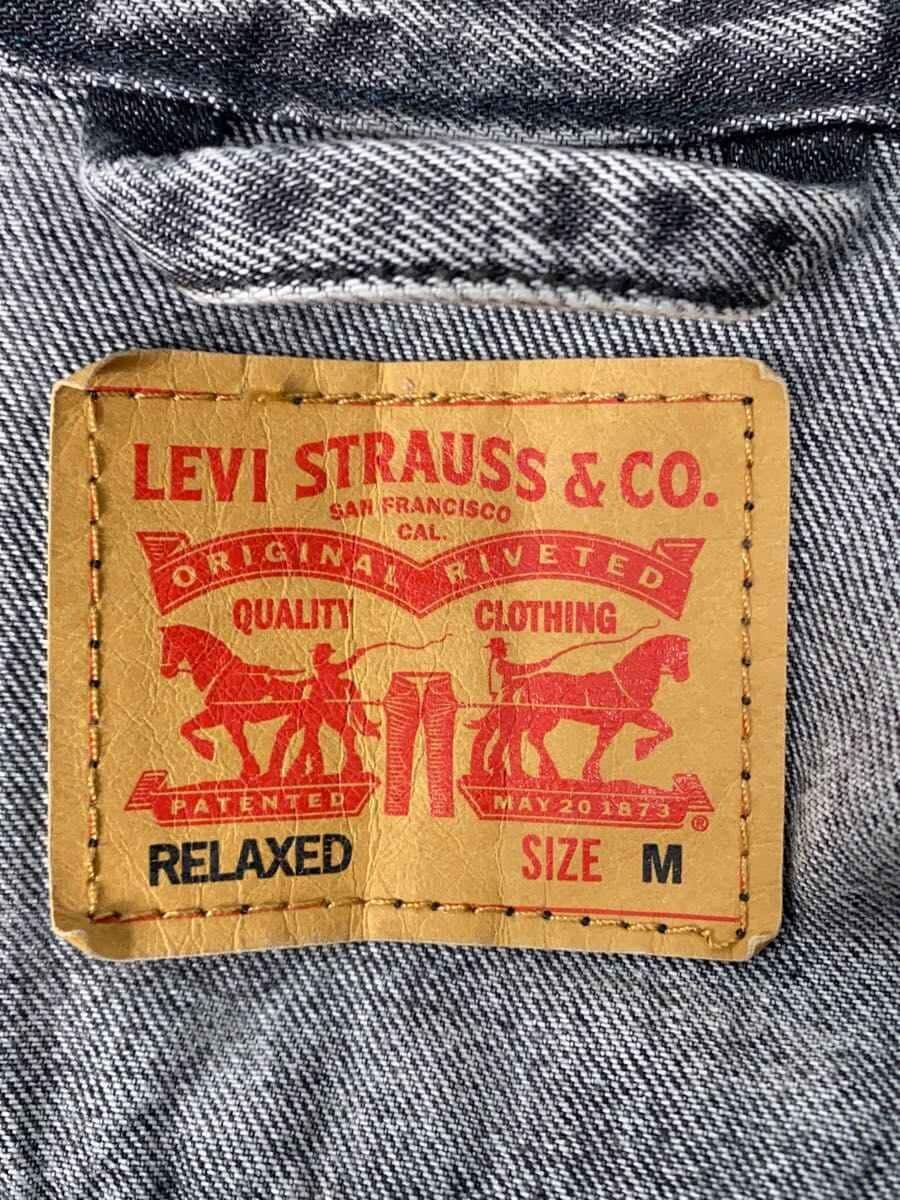 LEVI STRAUSS & CO.
SAN FRANCISCO
CAL.
ORIGINAL RIVETED
QUALITY CLOTHING
PATENTED MAY 20 1873 ®
RELAXED SIZE M